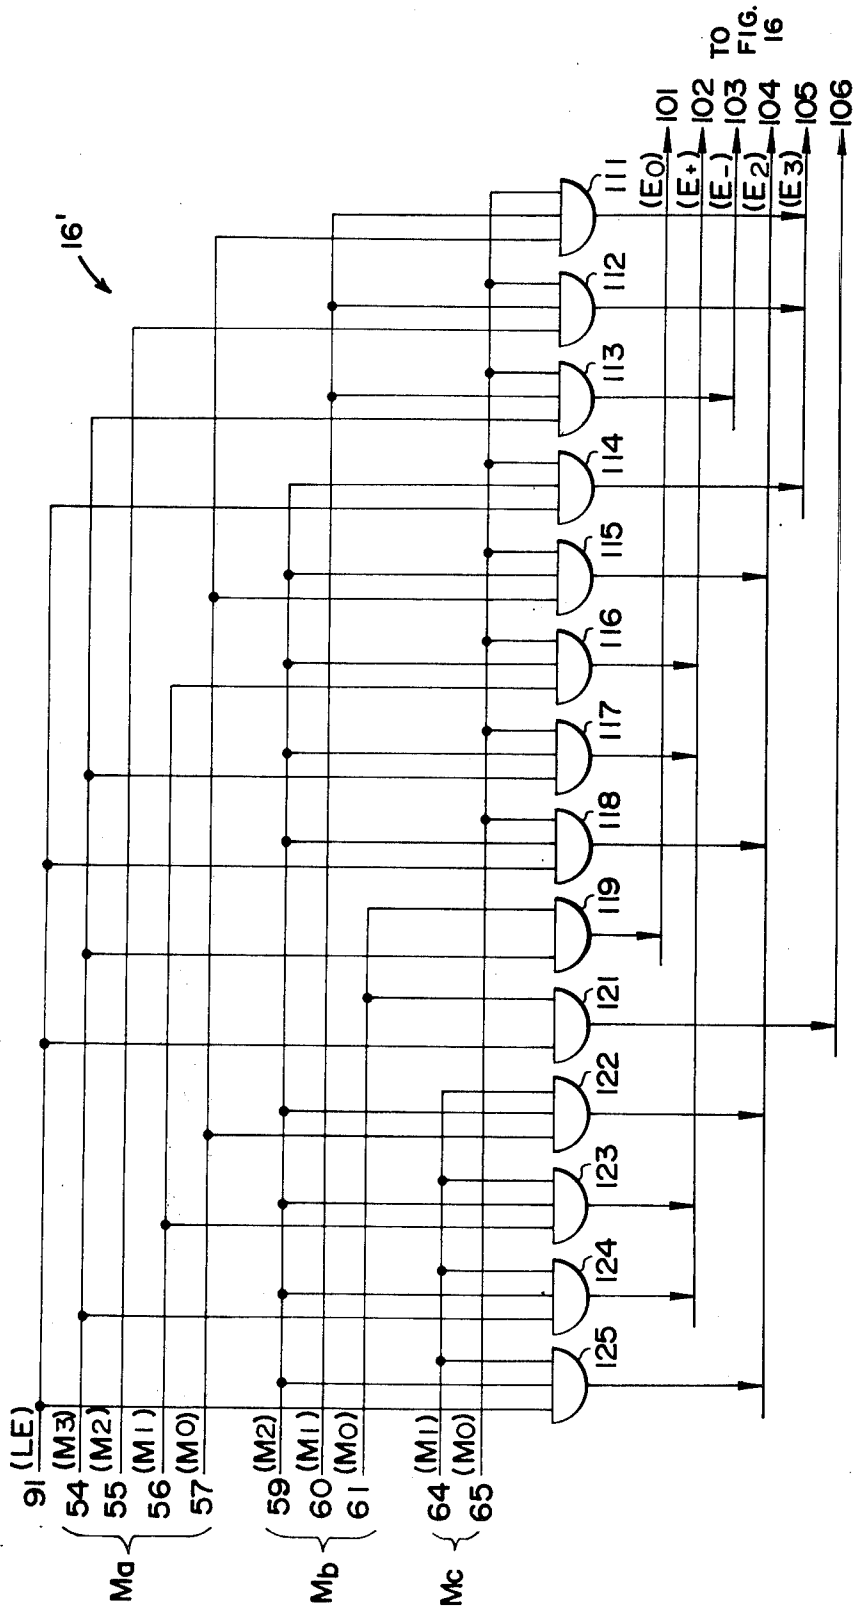 16'
91 (LE)
Ma
54 (M3)
55 (M2)
56 (M1)
57 (M0)
Mb
59 (M2)
60 (M1)
61 (M0)
Mc
64 (M1)
65 (M0)
125
124
123
122
121
119
118
117
116
115
114
113
112
111
(E0) 101
(E+) 102
(E-) 103
(E2) 104
(E3) 105
106
TO
FIG.
16